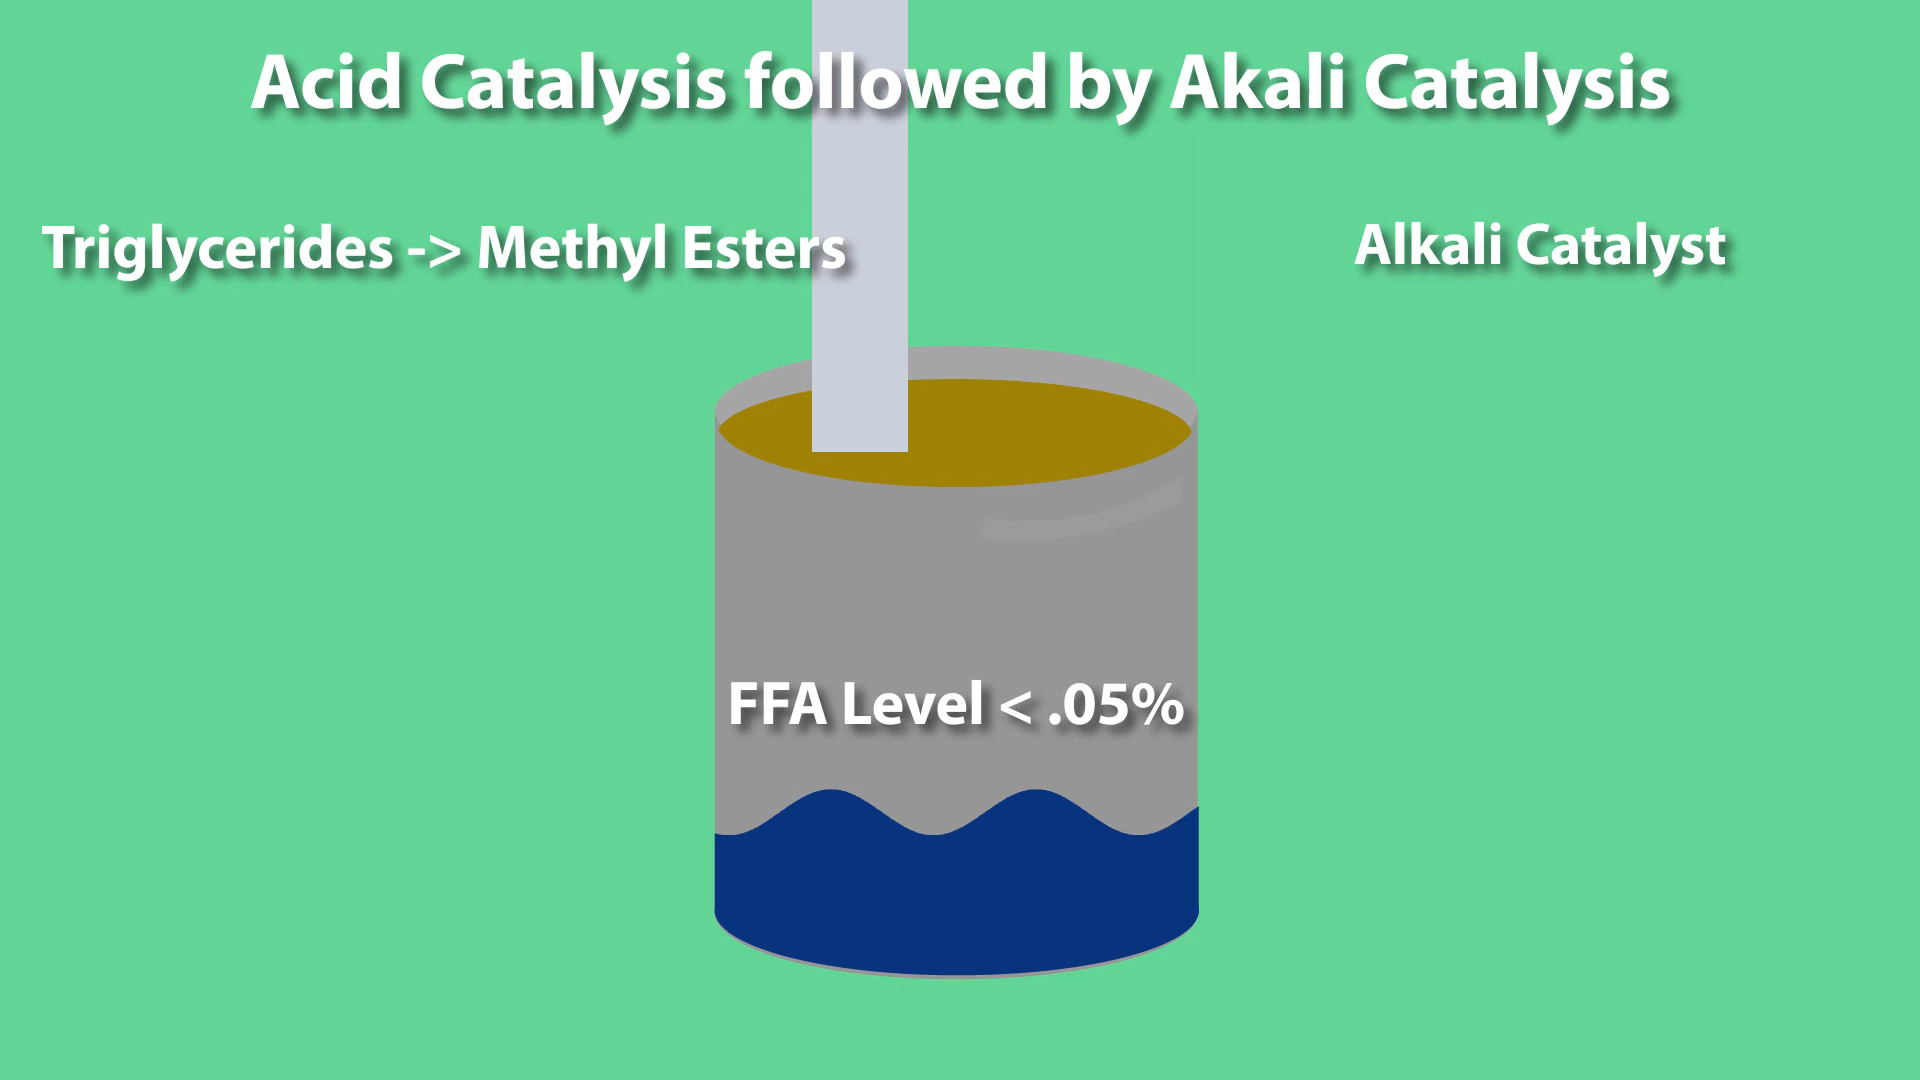 Acid Catalysis followed by Akali Catalysis
Triglycerides -> Methyl Esters
Alkali Catalyst
FFA Level < .05%